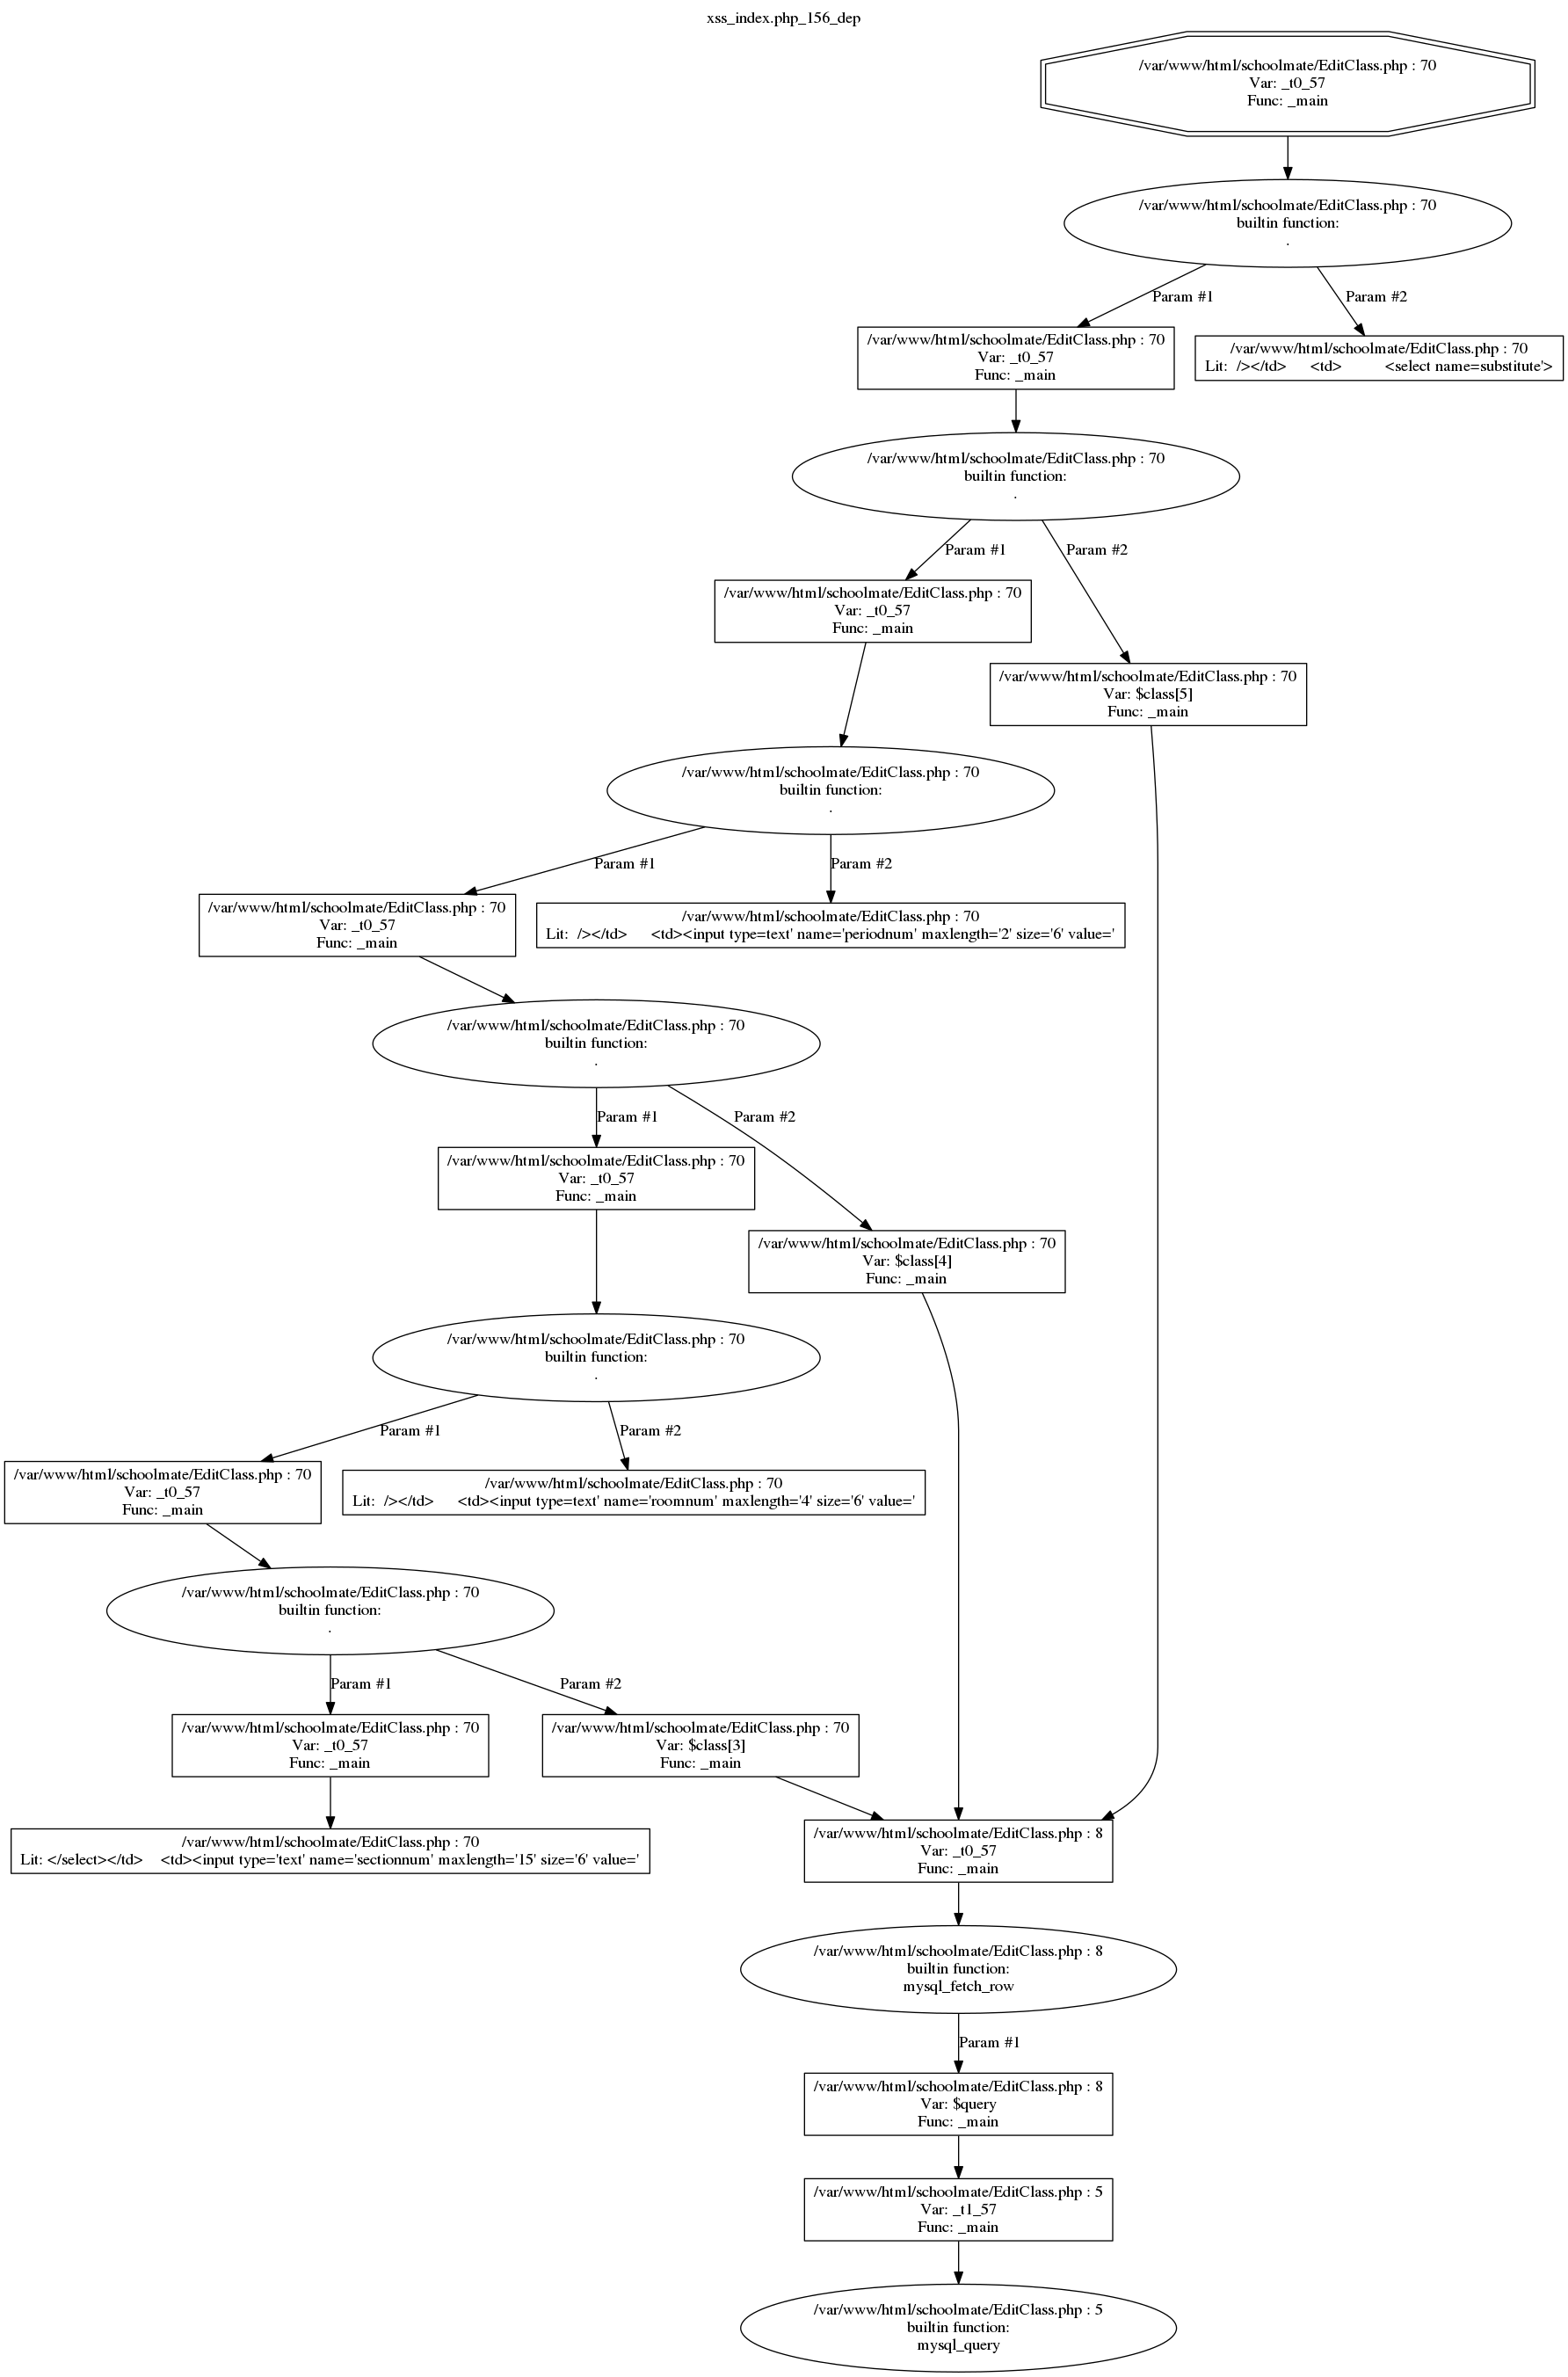 xss_index.php_156_dep
/var/www/html/schoolmate/EditClass.php : 70
Var: _t0_57
Func: _main
/var/www/html/schoolmate/EditClass.php : 70
builtin function:
.
Param #1
Param #2
/var/www/html/schoolmate/EditClass.php : 70
Var: _t0_57
Func: _main
/var/www/html/schoolmate/EditClass.php : 70
Lit:  /></td>      <td>           <select name=substitute'>
/var/www/html/schoolmate/EditClass.php : 70
builtin function:
.
Param #1
Param #2
/var/www/html/schoolmate/EditClass.php : 70
Var: _t0_57
Func: _main
/var/www/html/schoolmate/EditClass.php : 70
Var: $class[5]
Func: _main
/var/www/html/schoolmate/EditClass.php : 70
builtin function:
.
Param #1
Param #2
/var/www/html/schoolmate/EditClass.php : 70
Var: _t0_57
Func: _main
/var/www/html/schoolmate/EditClass.php : 70
Lit:  /></td>      <td><input type=text' name='periodnum' maxlength='2' size='6' value='
/var/www/html/schoolmate/EditClass.php : 70
builtin function:
.
Param #1
Param #2
/var/www/html/schoolmate/EditClass.php : 70
Var: _t0_57
Func: _main
/var/www/html/schoolmate/EditClass.php : 70
Var: $class[4]
Func: _main
/var/www/html/schoolmate/EditClass.php : 70
builtin function:
.
Param #1
Param #2
/var/www/html/schoolmate/EditClass.php : 70
Var: _t0_57
Func: _main
/var/www/html/schoolmate/EditClass.php : 70
Lit:  /></td>      <td><input type=text' name='roomnum' maxlength='4' size='6' value='
/var/www/html/schoolmate/EditClass.php : 70
builtin function:
.
Param #1
Param #2
/var/www/html/schoolmate/EditClass.php : 70
Var: _t0_57
Func: _main
/var/www/html/schoolmate/EditClass.php : 70
Var: $class[3]
Func: _main
/var/www/html/schoolmate/EditClass.php : 70
Lit: </select></td>    <td><input type='text' name='sectionnum' maxlength='15' size='6' value='
/var/www/html/schoolmate/EditClass.php : 8
Var: _t0_57
Func: _main
/var/www/html/schoolmate/EditClass.php : 8
builtin function:
mysql_fetch_row
Param #1
/var/www/html/schoolmate/EditClass.php : 8
Var: $query
Func: _main
/var/www/html/schoolmate/EditClass.php : 5
Var: _t1_57
Func: _main
/var/www/html/schoolmate/EditClass.php : 5
builtin function:
mysql_query